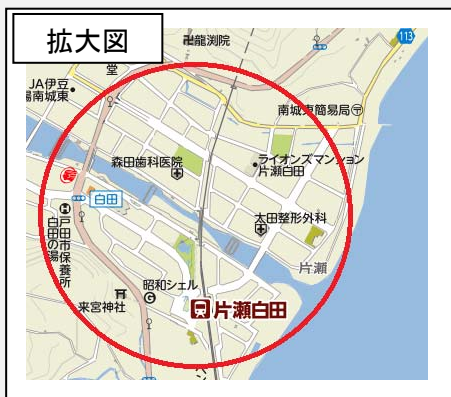 拡大図
卍龍渕院
113
堂
JA伊豆
南城東
南城東簡易局〒
森田歯科医院
ライオンズマンション
片瀬白田
白田
太田整形外科
戸田市保養所
白田の湯
片瀬
昭和シェル
来宮神社
片瀬白田